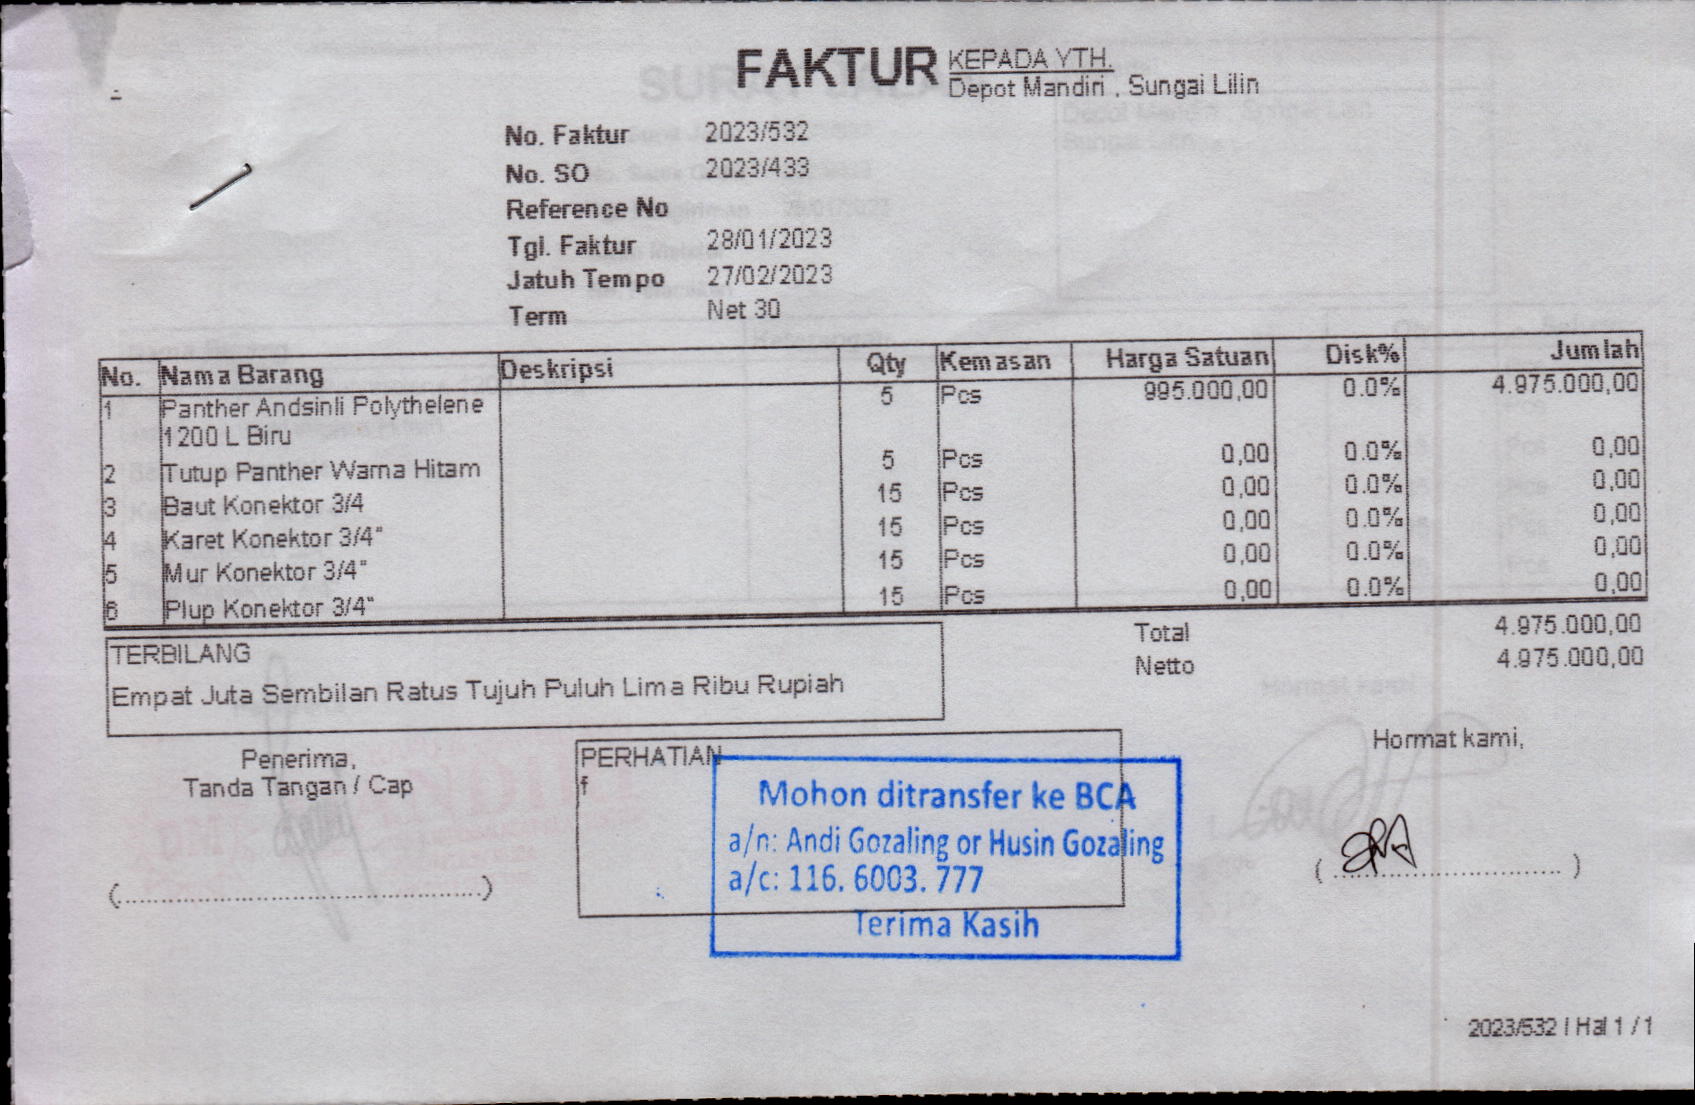 FAKTUR
KEPADA YTH.
Depot Mandiri , Sungai Lilin
No. Faktur 2023/532
No. SO 2023/433
Reference No
Tgl. Faktur 28/01/2023
Jatuh Tempo 27/02/2023
Term Net 30
No. Nama Barang Deskripsi Qty Kemasan Harga Satuan Disk% Jumlah
1 Panther Andsinli Polythelene 5 Pcs 995.000,00 0.0% 4.975.000,00
1200 L Biru
2 Tutup Panther Warna Hitam 5 Pcs 0,00 0.0% 0,00
3 Baut Konektor 3/4 15 Pcs 0,00 0.0% 0,00
4 Karet Konektor 3/4" 15 Pcs 0,00 0.0% 0,00
5 Mur Konektor 3/4" 15 Pcs 0,00 0.0% 0,00
6 Plup Konektor 3/4" 15 Pcs 0,00 0.0% 0,00
Total 4.975.000,00
Netto 4.975.000,00
TERBILANG
Empat Juta Sembilan Ratus Tujuh Puluh Lima Ribu Rupiah
Penerima,
Tanda Tangan / Cap
(..................................................)
PERHATIAN
f
Mohon ditransfer ke BCA
a/n: Andi Gozaling or Husin Gozaling
a/c: 116. 6003. 777
Terima Kasih
Hormat kami,
( ................................ )
2023/532 | Hal 1 / 1